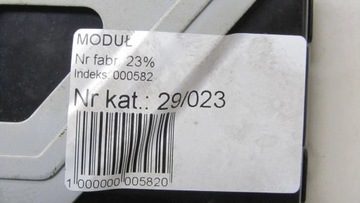 MODUŁ
Nr fabr. 23%
Indeks: 000582
Nr kat.: 29/023
1 000000 005820